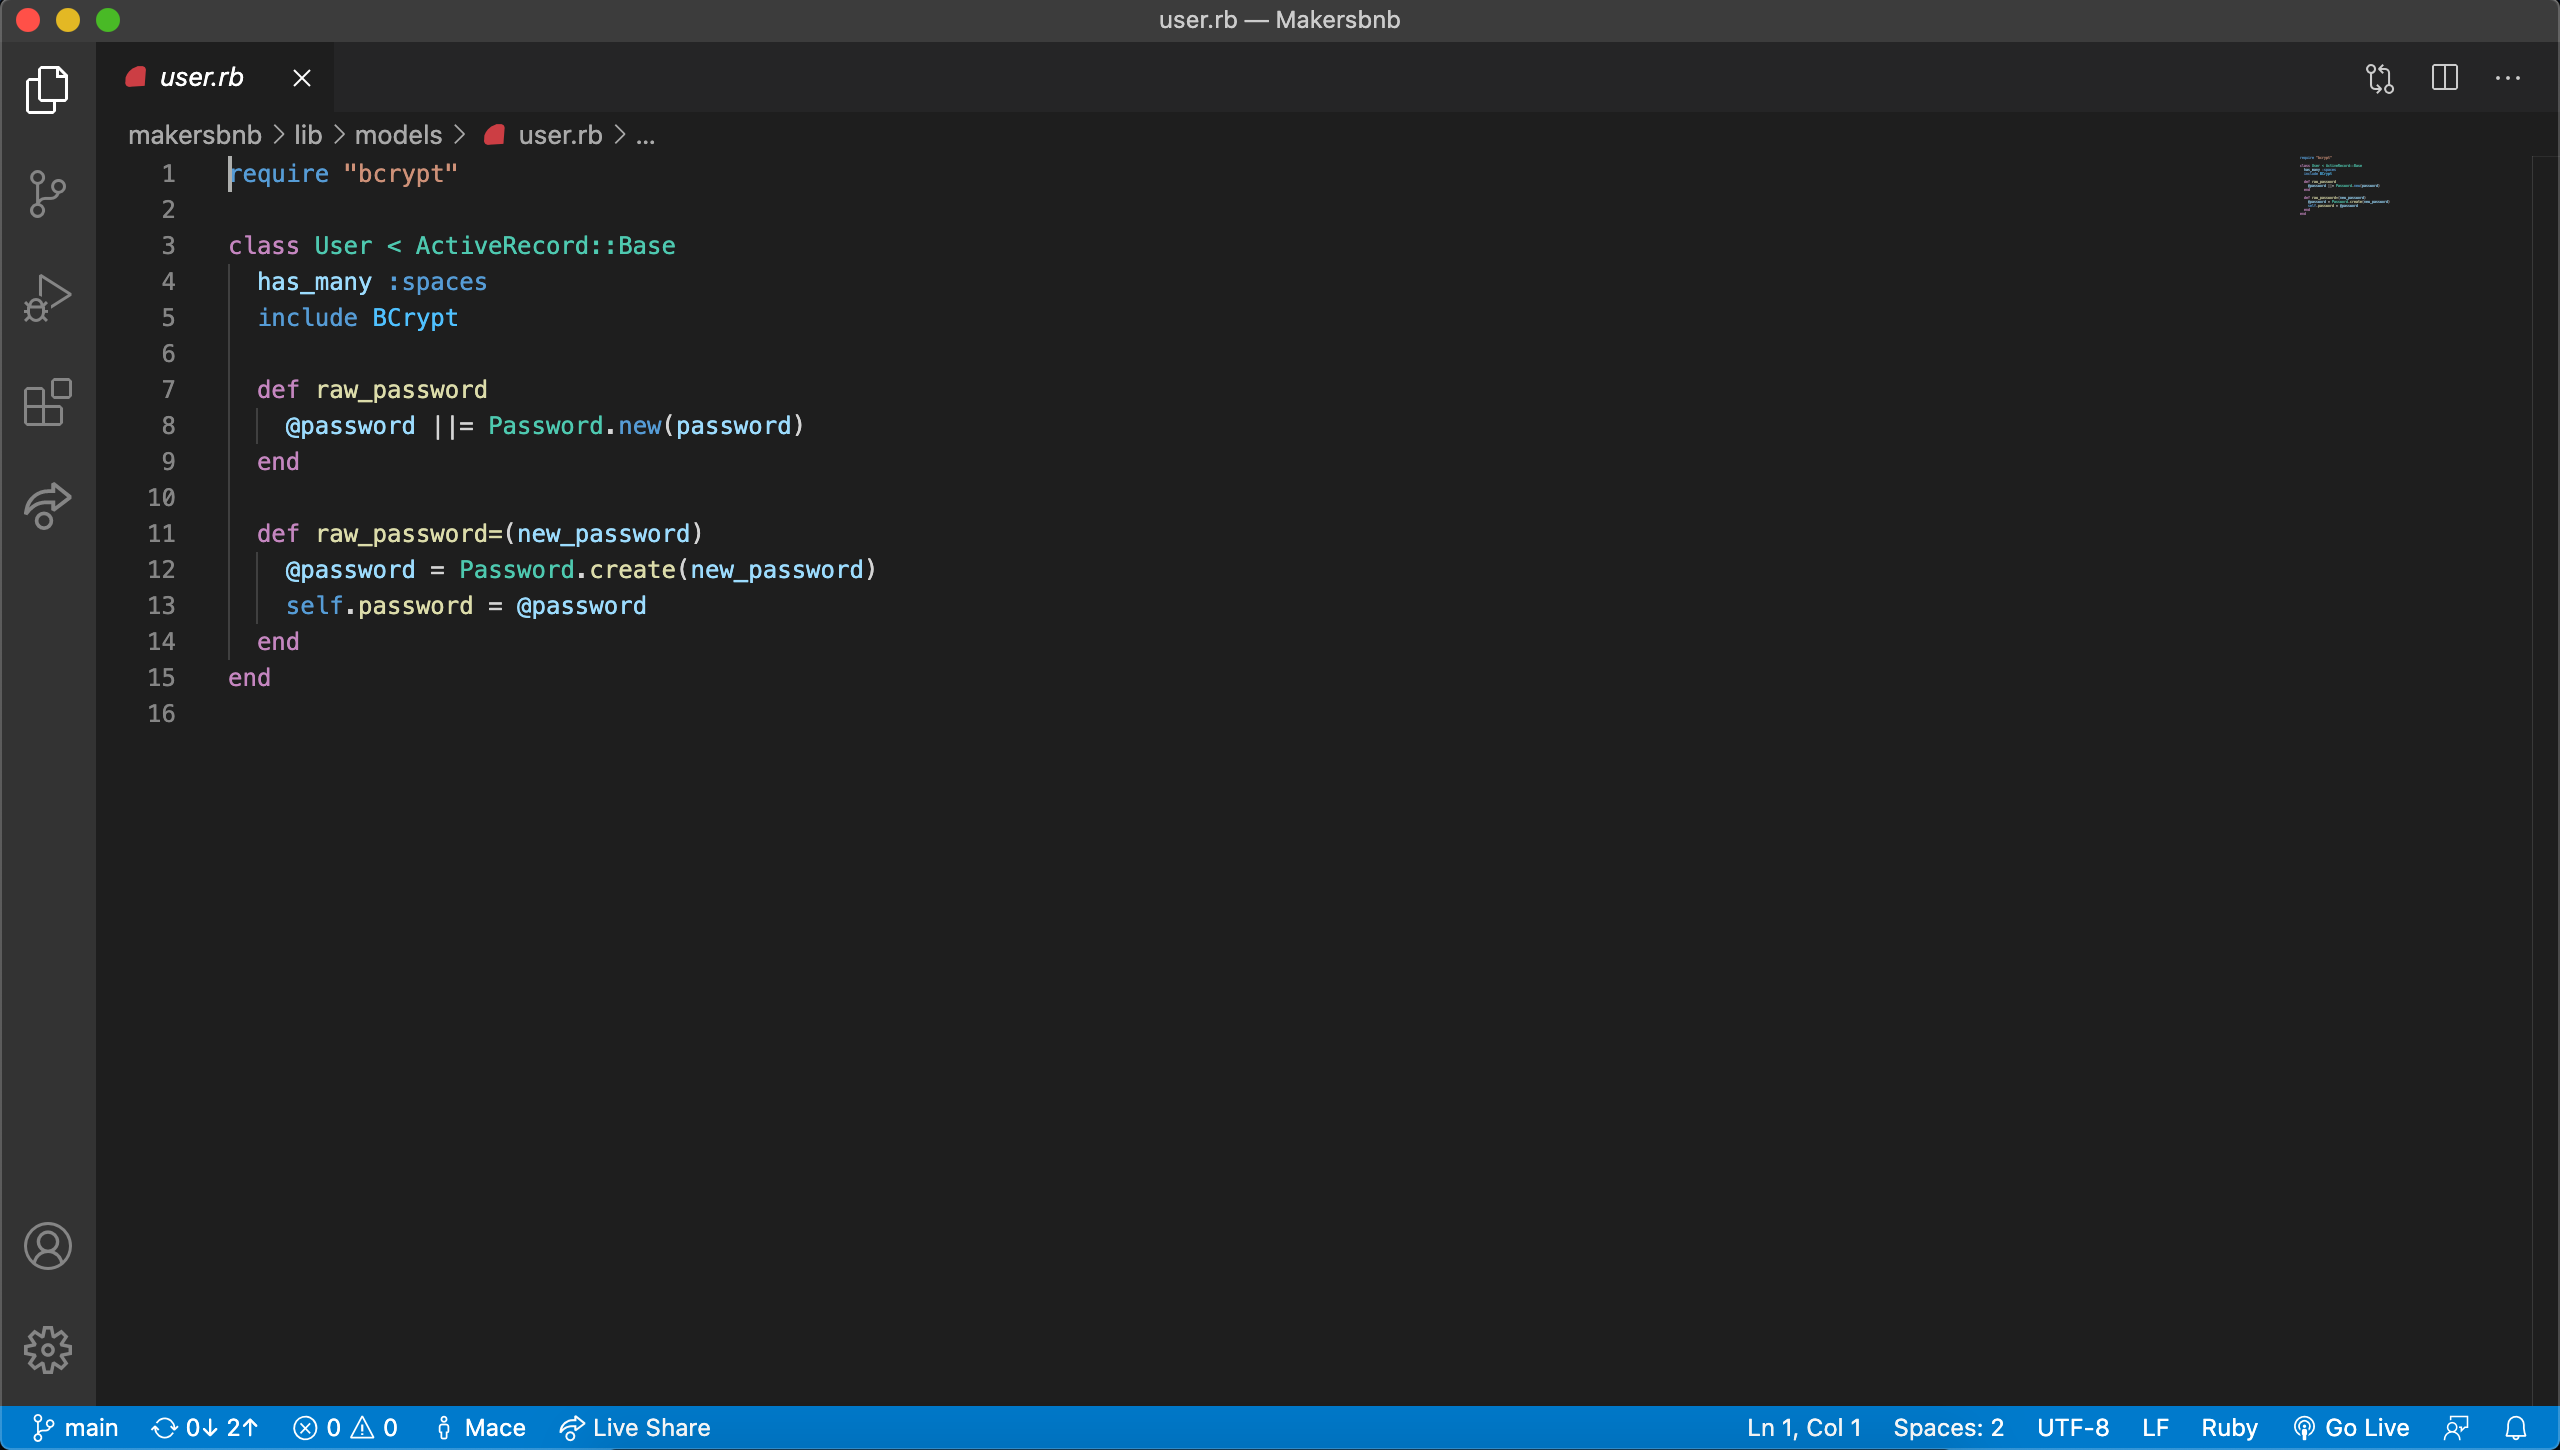 user.rb — Makersbnb
user.rb
makersbnb > lib > models > user.rb > ...
1 require "bcrypt"
2
3 class User < ActiveRecord::Base
4   has_many :spaces
5   include BCrypt
6
7   def raw_password
8     @password ||= Password.new(password)
9   end
10
11   def raw_password=(new_password)
12     @password = Password.create(new_password)
13     self.password = @password
14   end
15 end
16
main 0↓ 2↑ 0 0 Mace Live Share Ln 1, Col 1 Spaces: 2 UTF-8 LF Ruby Go Live